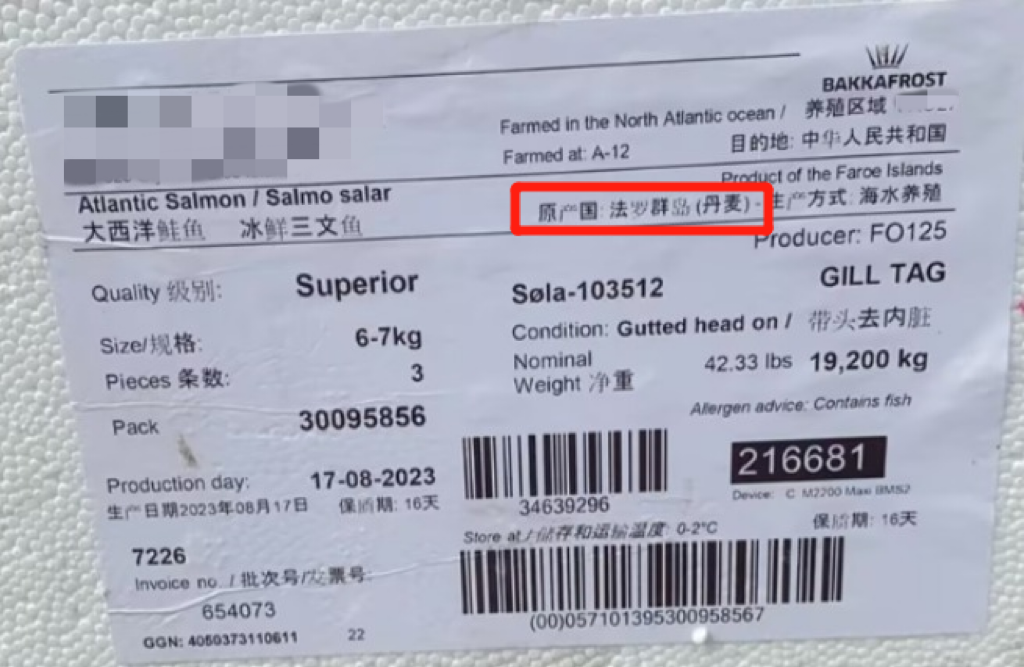 BAKKAFROST
Farmed in the North Atlantic ocean / 养殖区域
Farmed at: A-12
目的地: 中华人民共和国
Product of the Faroe Islands
Atlantic Salmon / Salmo salar
大西洋鲑鱼 冰鲜三文鱼
原产国: 法罗群岛 (丹麦) - 生产方式: 海水养殖
Producer: FO125
Quality 级别: Superior
Søla-103512
GILL TAG
Size/规格: 6-7kg
Condition: Gutted head on / 带头去内脏
Pieces 条数: 3
Nominal
Weight 净重 42.33 lbs 19,200 kg
Pack 30095856
Allergen advice: Contains fish
216681
Device: C M2200 Maxi BMS2
Production day: 17-08-2023
34639296
生产日期2023年08月17日 保质期: 16天
Store at / 储存和运输温度: 0-2°C
保质期: 16天
7226
Invoice no. / 批次号/发票号:
654073
(00)057101395300958567
GGN: 4050373110611 22